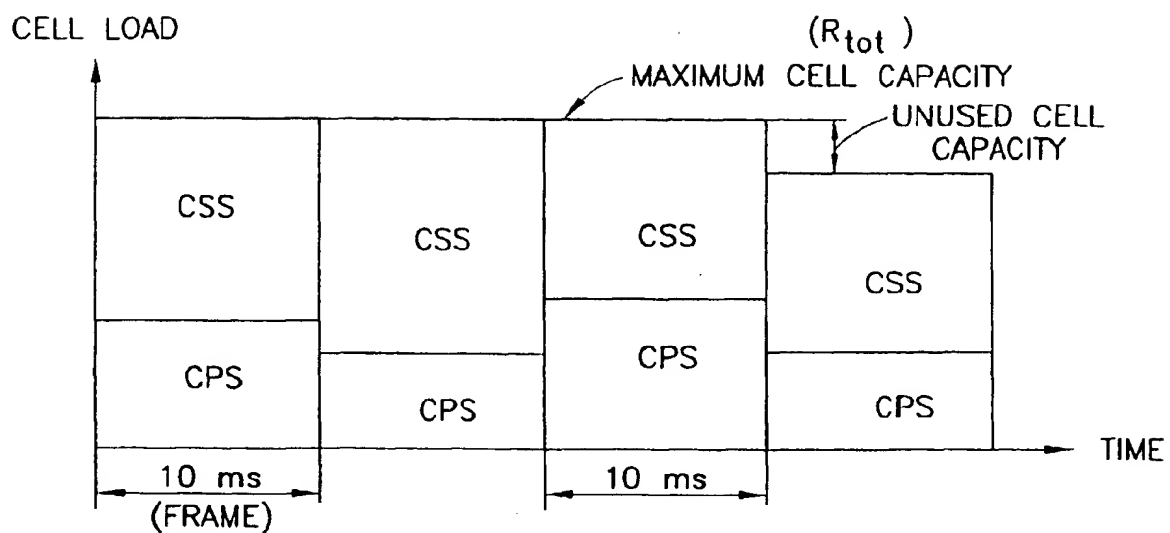 CELL LOAD
(Rtot)
MAXIMUM CELL CAPACITY
UNUSED CELL
CAPACITY
CSS
CSS
CSS
CSS
CPS
CPS
CPS
CPS
TIME
10 ms
(FRAME)
10 ms